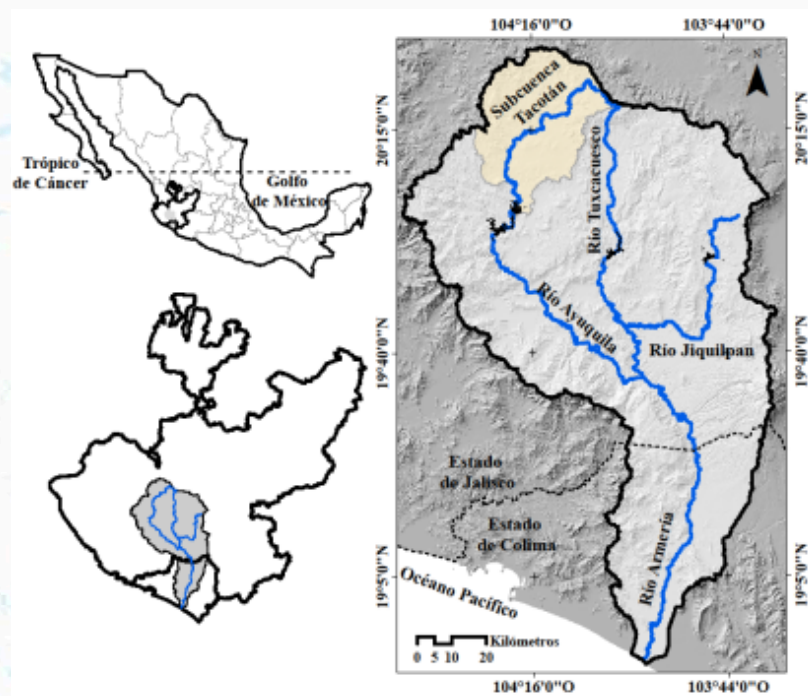 104°16'0"O
103°44'0"O
N
Subcuenca
Tacotán
20°15'0"N
20°15'0"N
Trópico
de Cáncer
Golfo
de México
Río Tuxcacuesco
Río Ayuquila
Río Jiquilpan
19°40'0"N
19°40'0"N
Estado
de Jalisco
Estado
de Colima
Río Armería
Océano Pacífico
19°5'0"N
19°5'0"N
Kilómetros
0 5 10 20
104°16'0"O
103°44'0"O